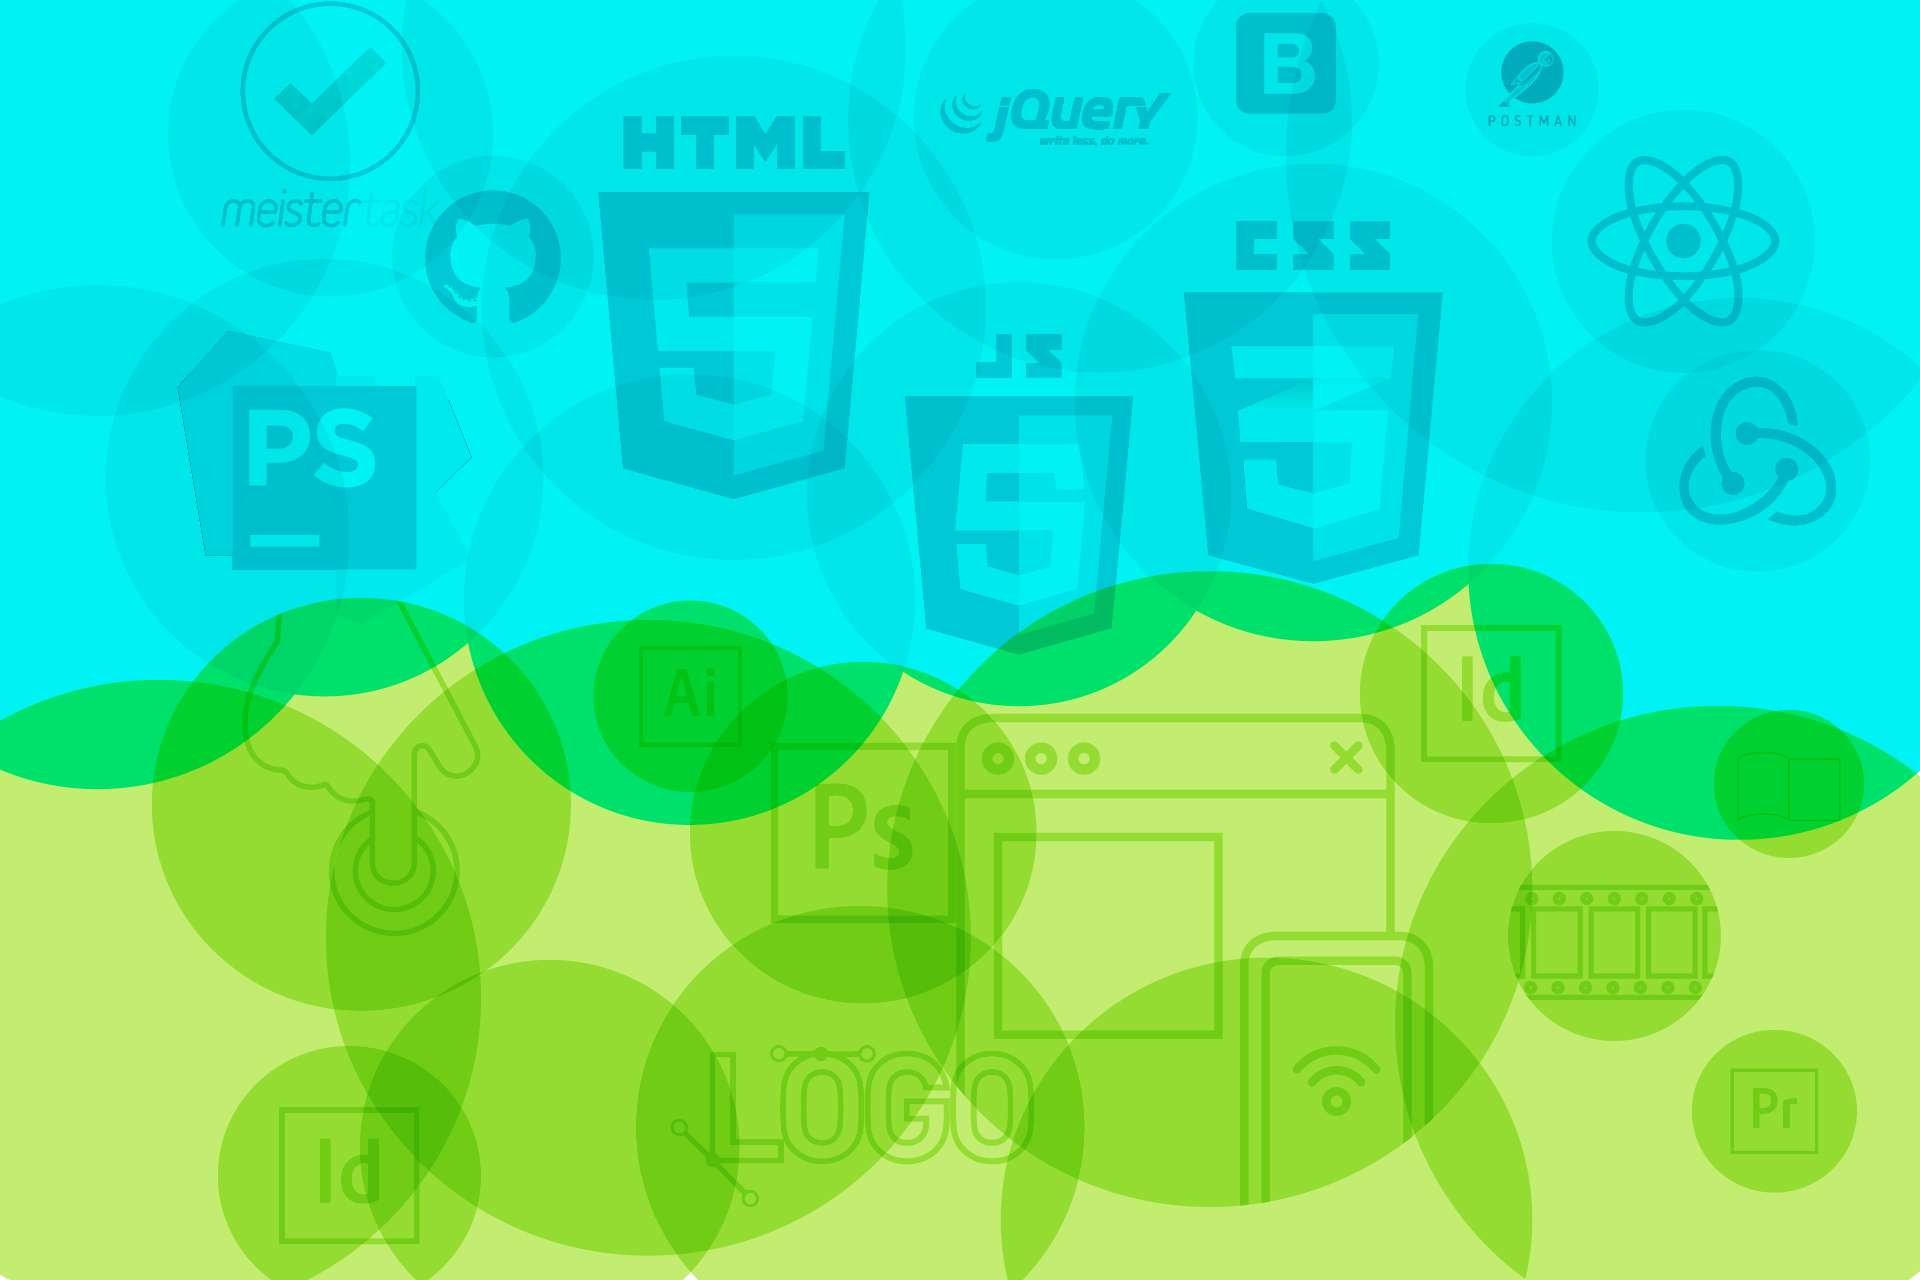 HTML
jQuery
write less, do more.
B
POSTMAN
meistertask
CSS
JS
PS
Ai
Id
Ps
LOGO
Id
Pr